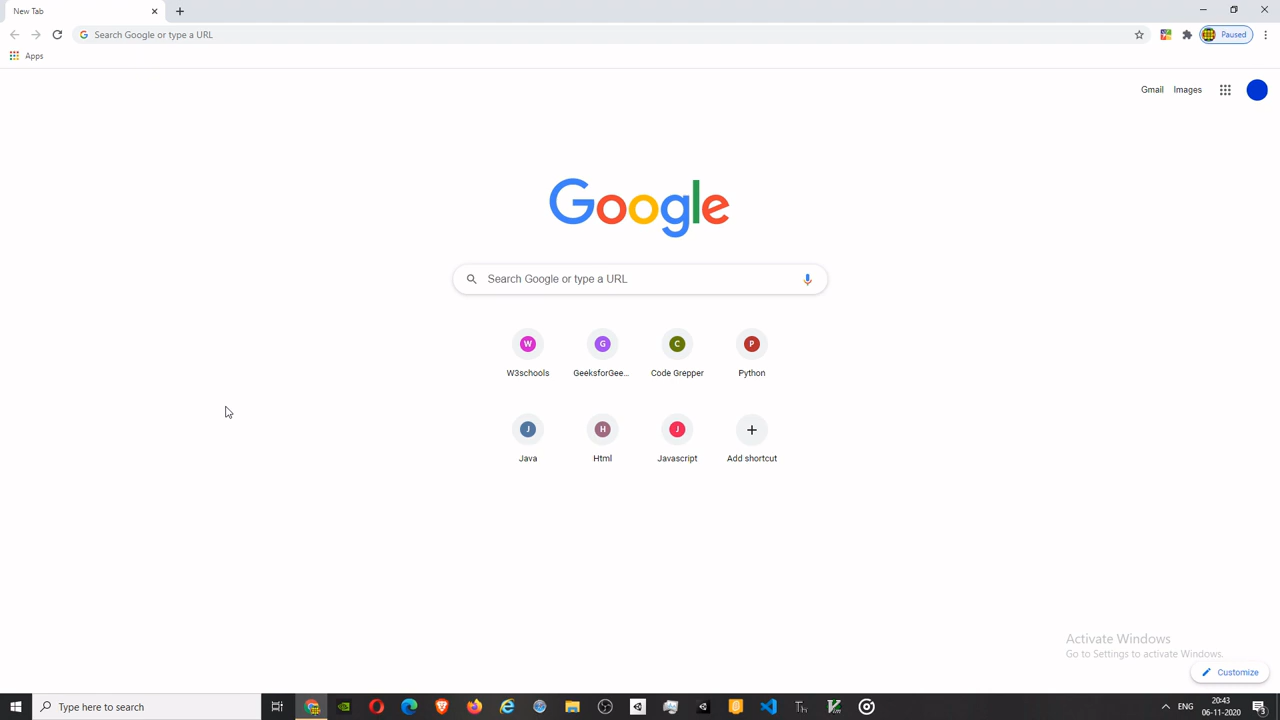 New Tab
Search Google or type a URL
Paused
Apps
Gmail Images
Google
Search Google or type a URL
W W3schools
G GeeksforGee...
C Code Grepper
P Python
J Java
H Html
J Javascript
Add shortcut
Activate Windows
Go to Settings to activate Windows.
Customize
Type here to search
Th
ENG
20:43
06-11-2020